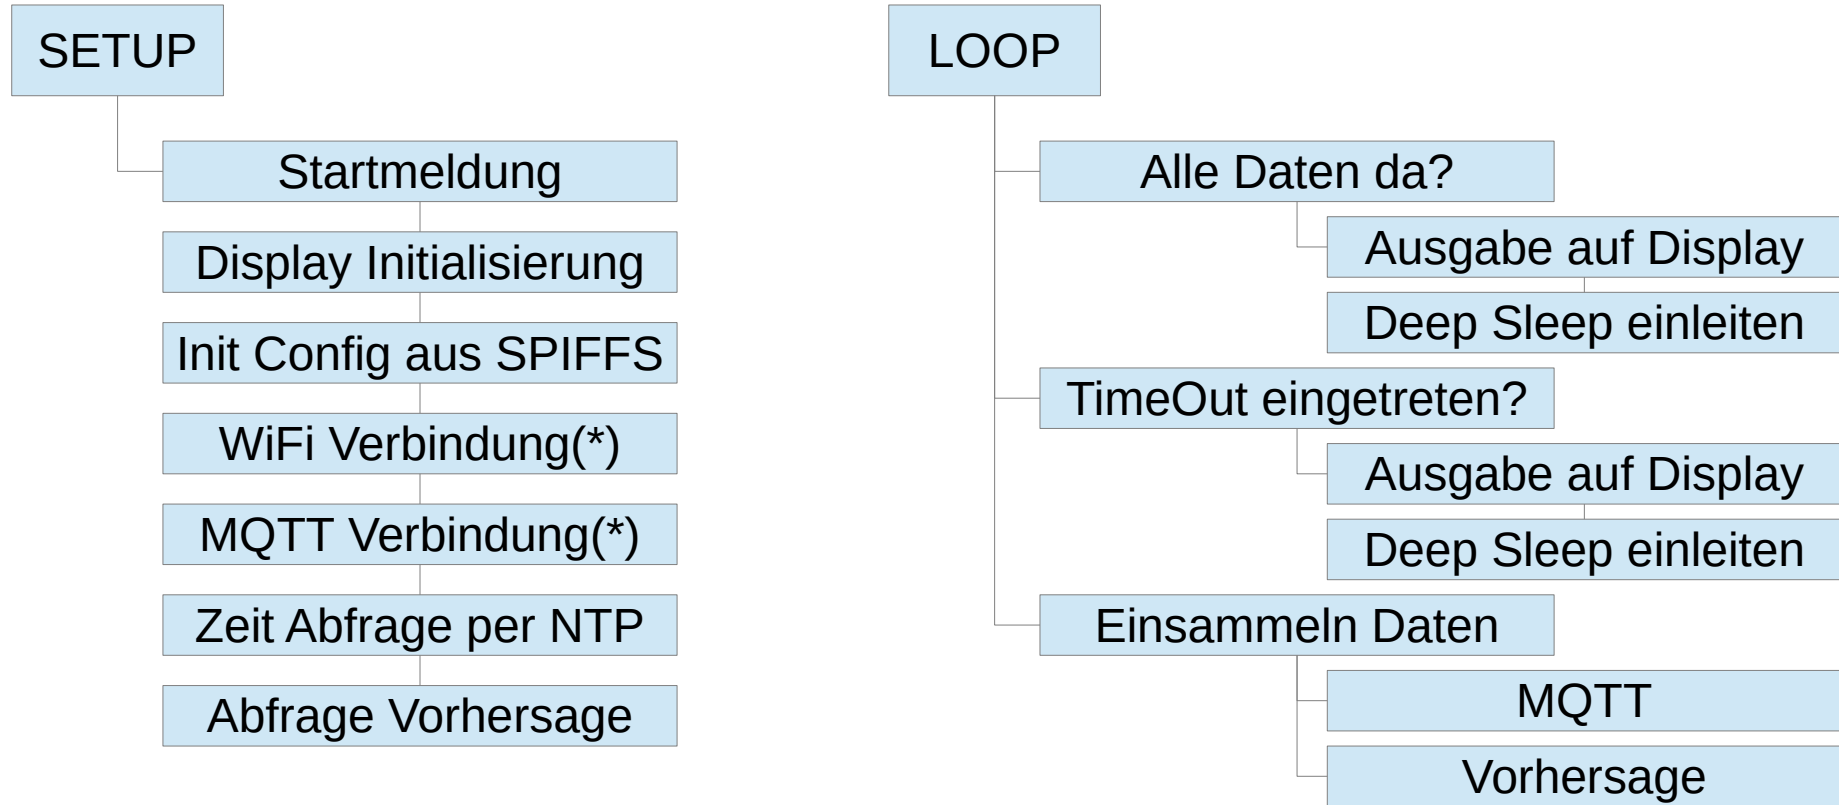 SETUP
Startmeldung
Display Initialisierung
Init Config aus SPIFFS
WiFi Verbindung(*)
MQTT Verbindung(*)
Zeit Abfrage per NTP
Abfrage Vorhersage
LOOP
Alle Daten da?
Ausgabe auf Display
Deep Sleep einleiten
TimeOut eingetreten?
Ausgabe auf Display
Deep Sleep einleiten
Einsammeln Daten
MQTT
Vorhersage